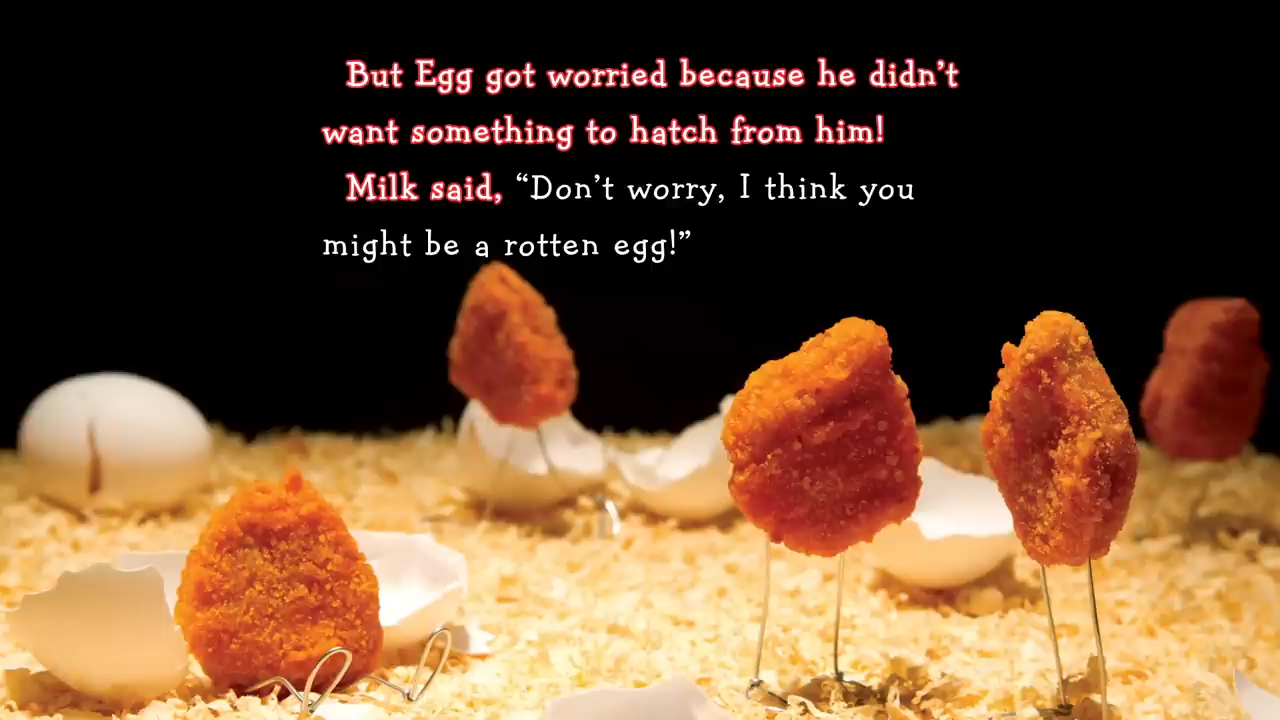 But Egg got worried because he didn’t
want something to hatch from him!
Milk said, “Don’t worry, I think you
might be a rotten egg!”